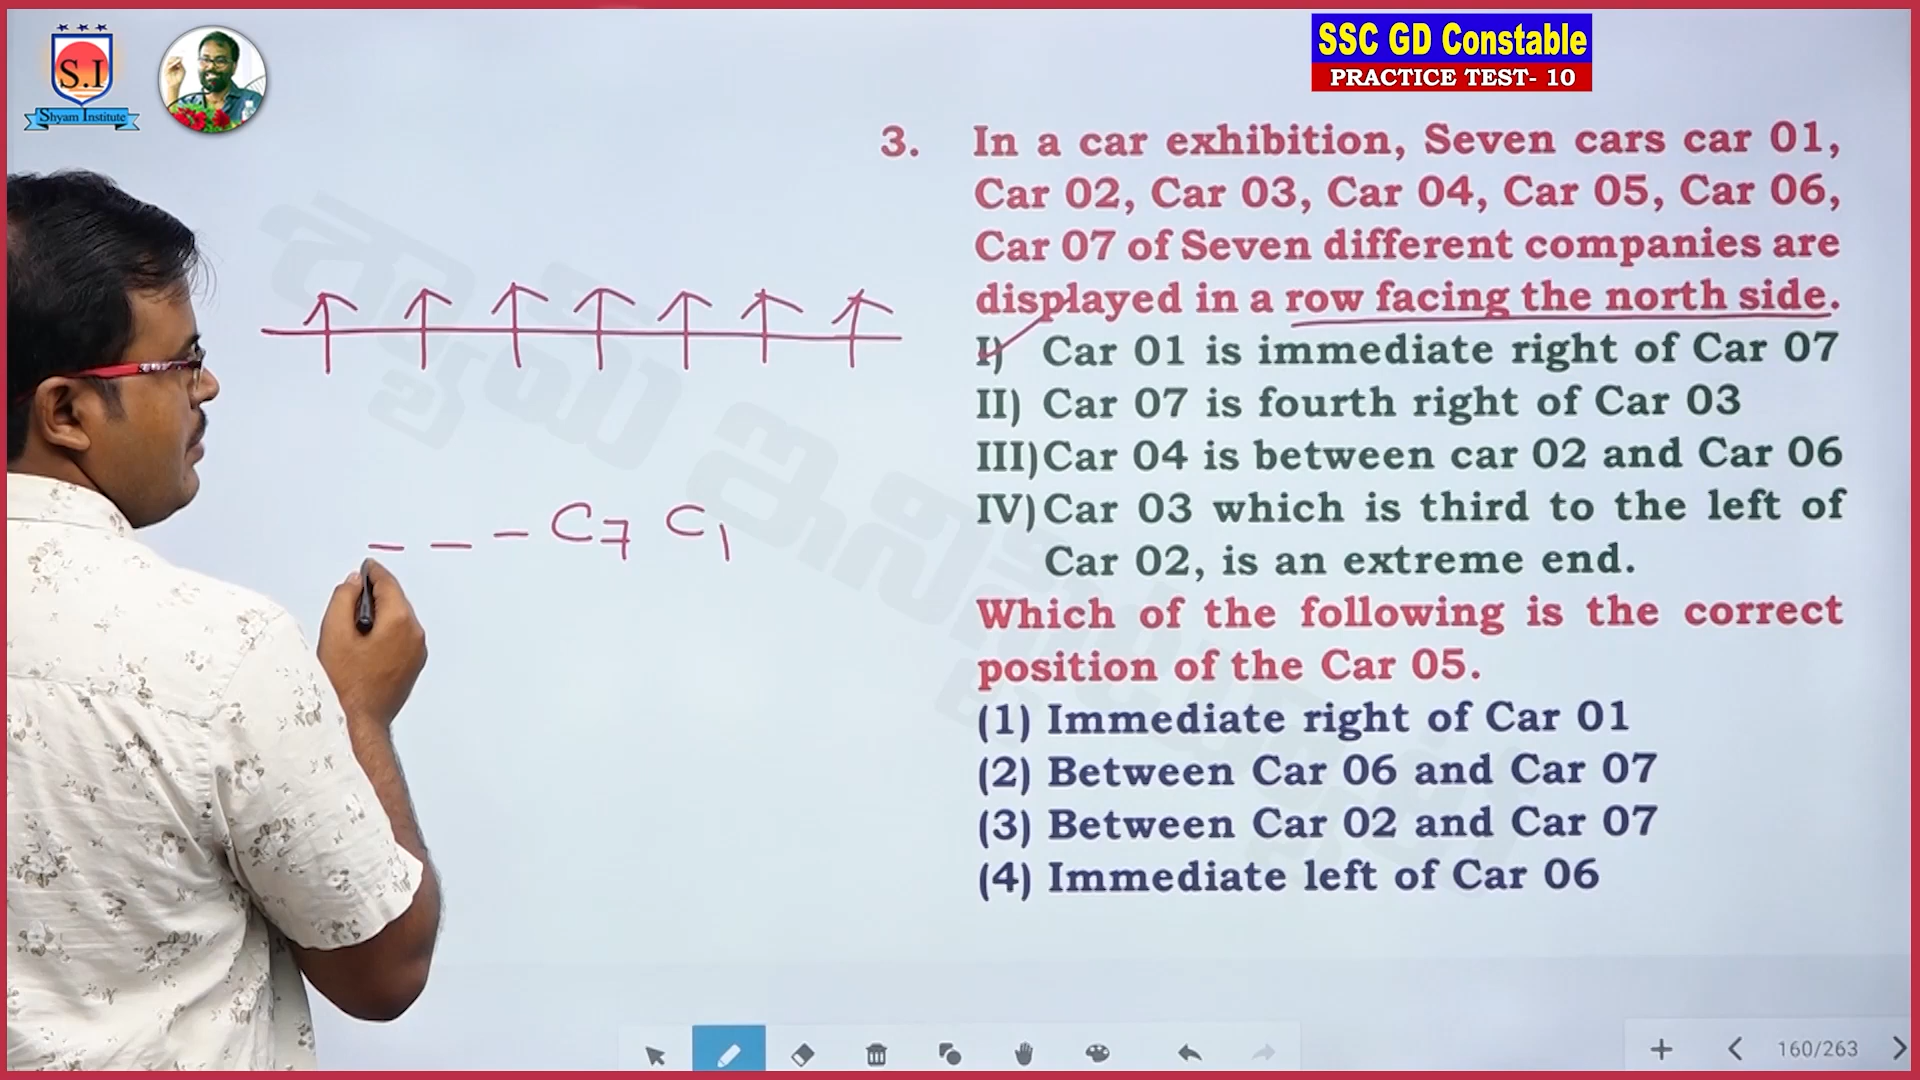 S.I
Shyam Institute
SSC GD Constable
PRACTICE TEST- 10
3. In a car exhibition, Seven cars car 01,
Car 02, Car 03, Car 04, Car 05, Car 06,
Car 07 of Seven different companies are
displayed in a row facing the north side.
I) Car 01 is immediate right of Car 07
II) Car 07 is fourth right of Car 03
III) Car 04 is between car 02 and Car 06
IV) Car 03 which is third to the left of
Car 02, is an extreme end.
Which of the following is the correct
position of the Car 05.
(1) Immediate right of Car 01
(2) Between Car 06 and Car 07
(3) Between Car 02 and Car 07
(4) Immediate left of Car 06
– – – C7 C1
160/263